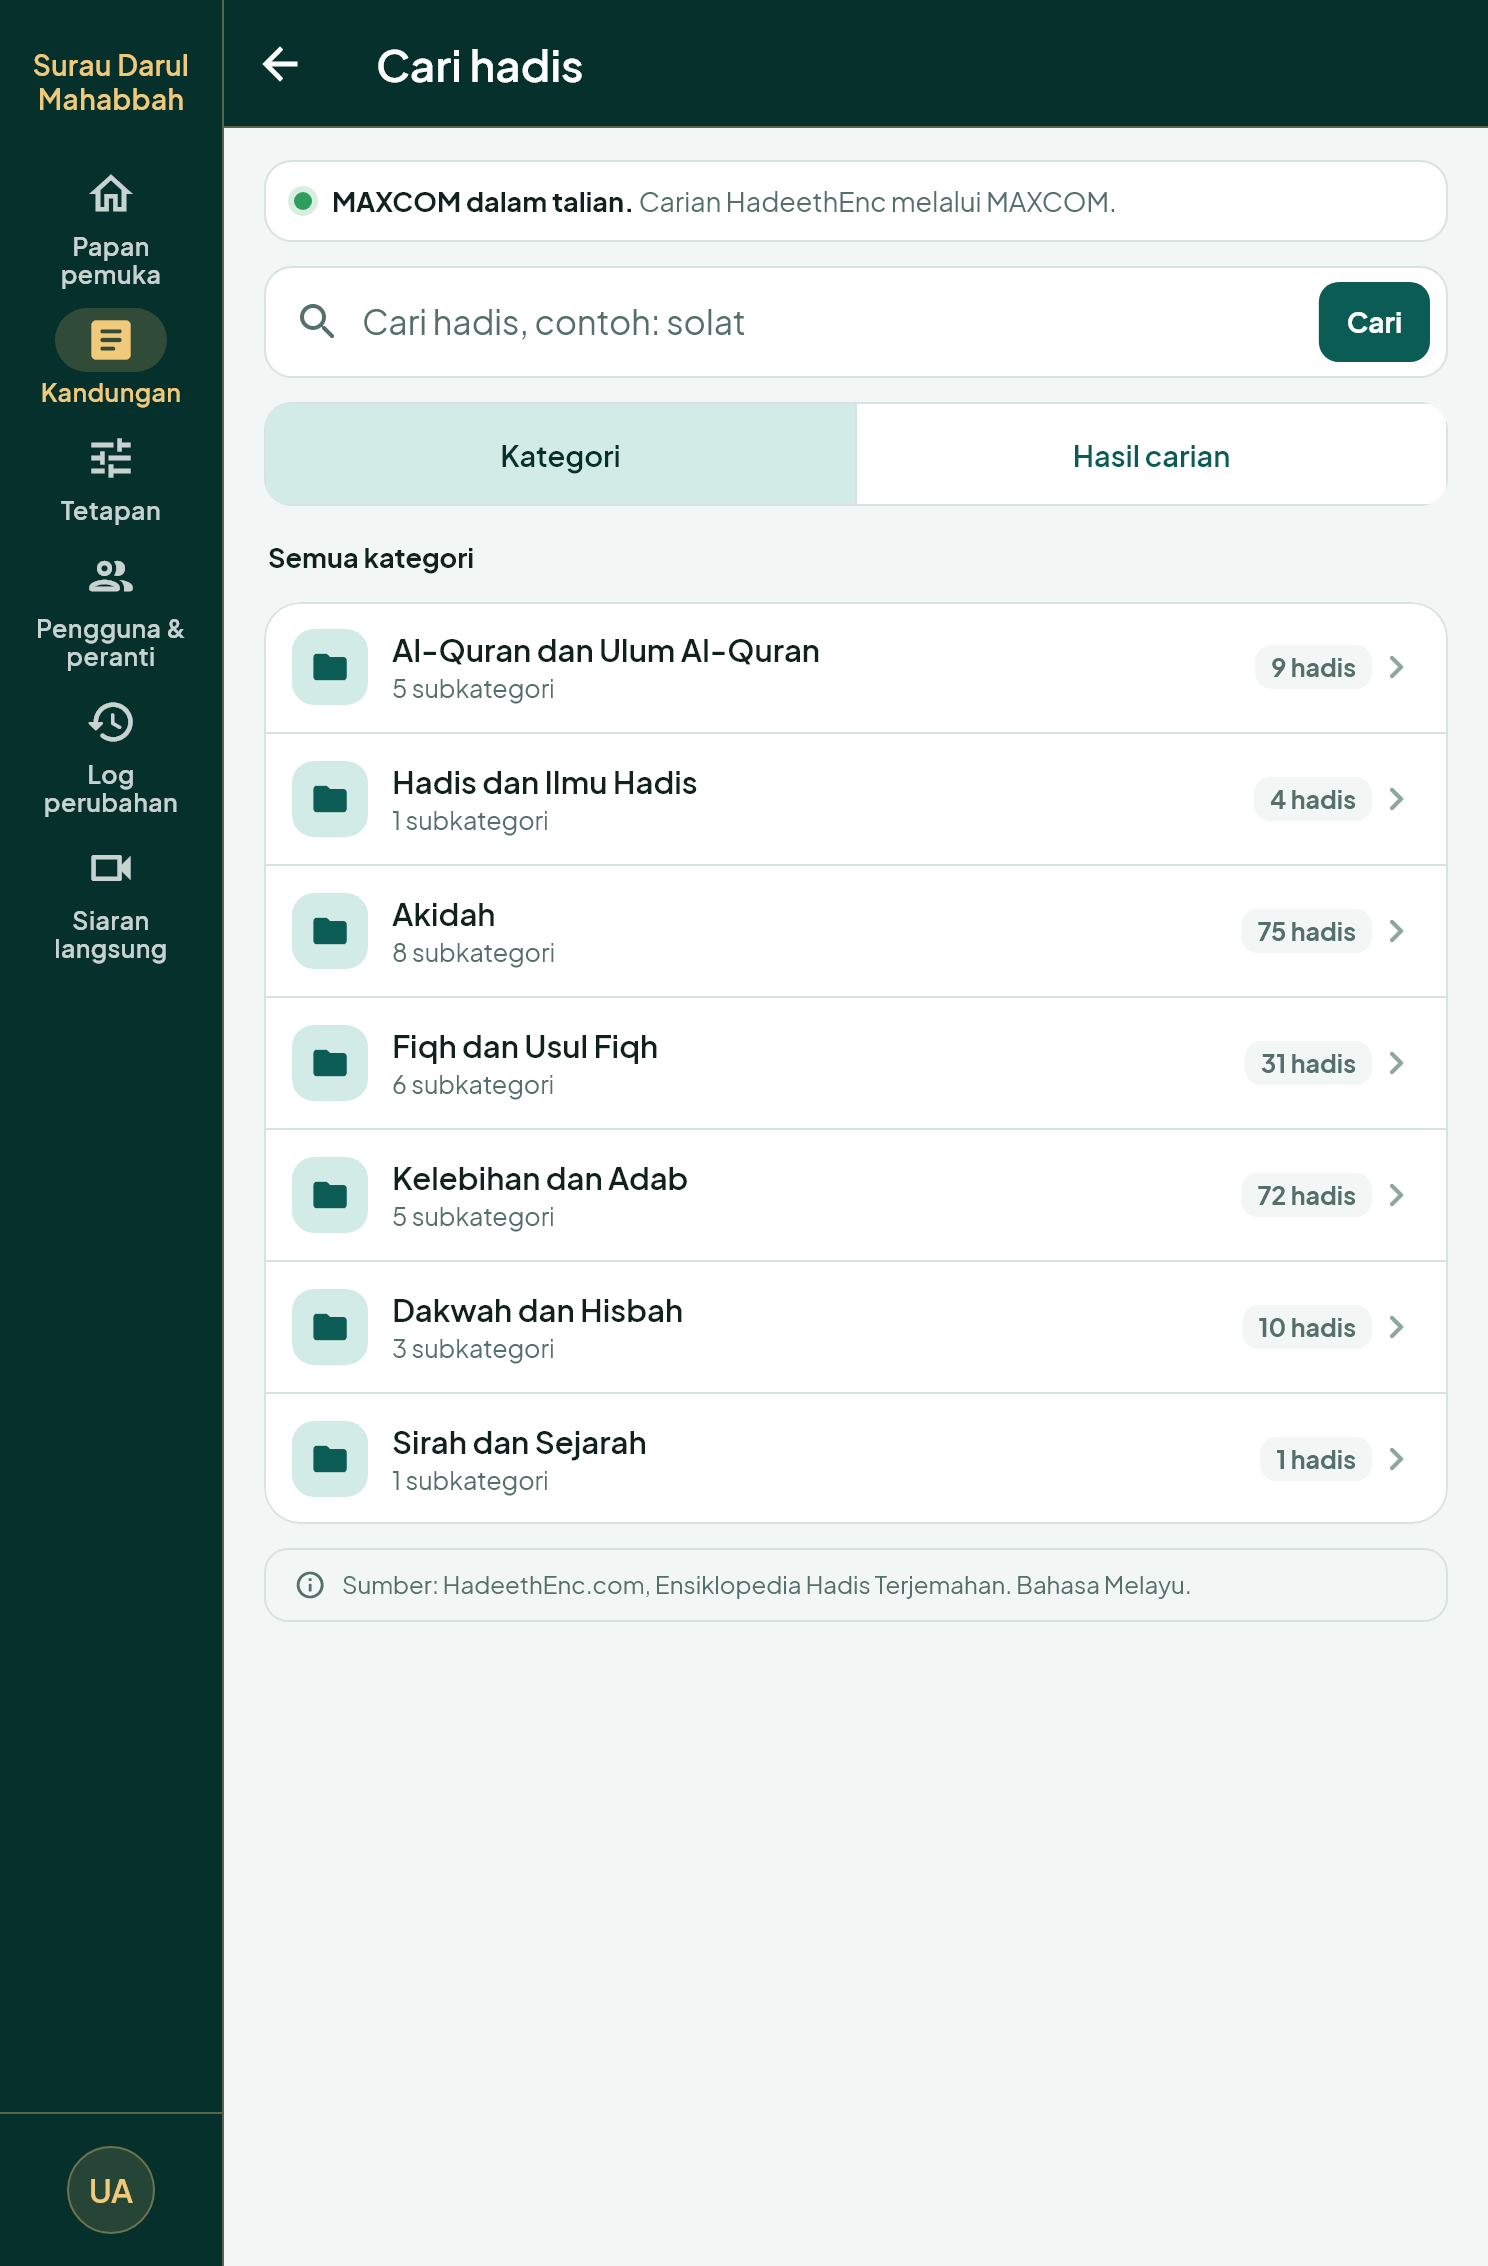 Surau Darul
Mahabbah
Papan
pemuka
Kandungan
Tetapan
Pengguna &
peranti
Log
perubahan
Siaran
langsung
UA
Cari hadis
MAXCOM dalam talian. Carian HadeethEnc melalui MAXCOM.
Cari hadis, contoh: solat
Cari
Kategori
Hasil carian
Semua kategori
Al-Quran dan Ulum Al-Quran
5 subkategori
9 hadis
Hadis dan Ilmu Hadis
1 subkategori
4 hadis
Akidah
8 subkategori
75 hadis
Fiqh dan Usul Fiqh
6 subkategori
31 hadis
Kelebihan dan Adab
5 subkategori
72 hadis
Dakwah dan Hisbah
3 subkategori
10 hadis
Sirah dan Sejarah
1 subkategori
1 hadis
Sumber: HadeethEnc.com, Ensiklopedia Hadis Terjemahan. Bahasa Melayu.